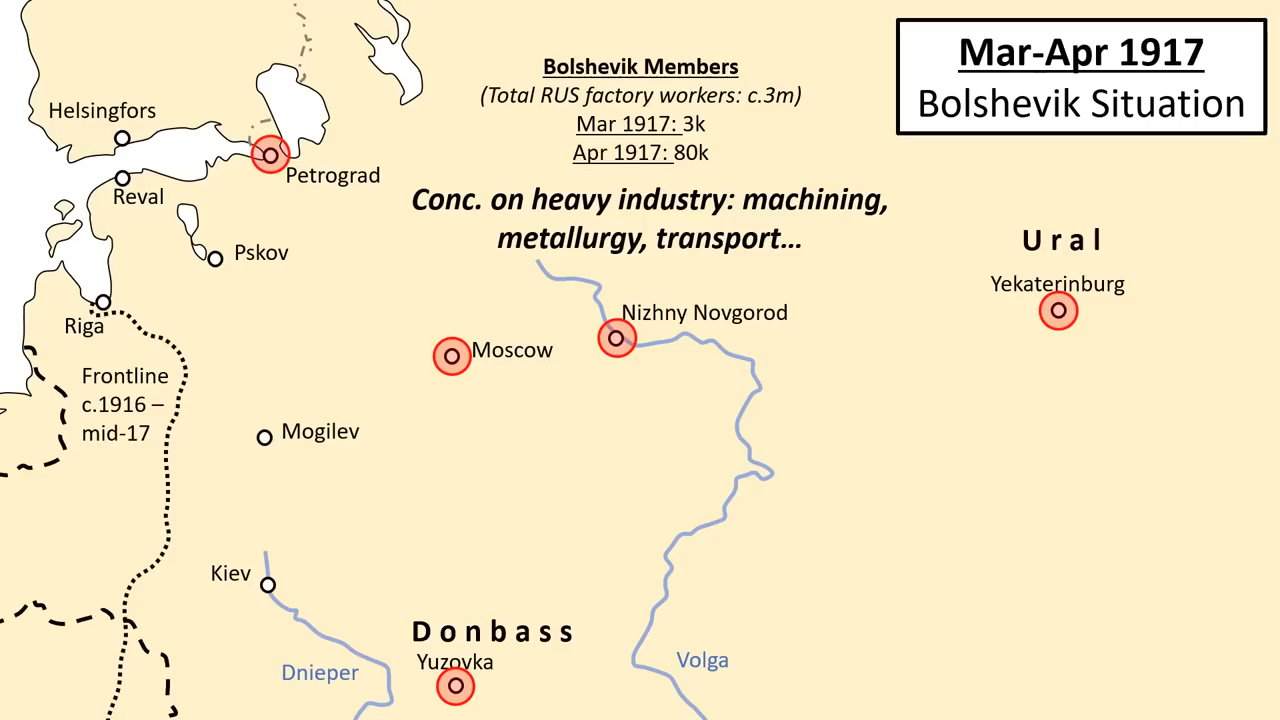 Mar-Apr 1917
Bolshevik Situation
Bolshevik Members
(Total RUS factory workers: c.3m)
Mar 1917: 3k
Apr 1917: 80k
Conc. on heavy industry: machining,
metallurgy, transport...
Helsingfors
Petrograd
Reval
Pskov
Ural
Yekaterinburg
Nizhny Novgorod
Riga
Moscow
Frontline
c.1916 –
mid-17
Mogilev
Kiev
Donbass
Yuzovka
Dnieper
Volga